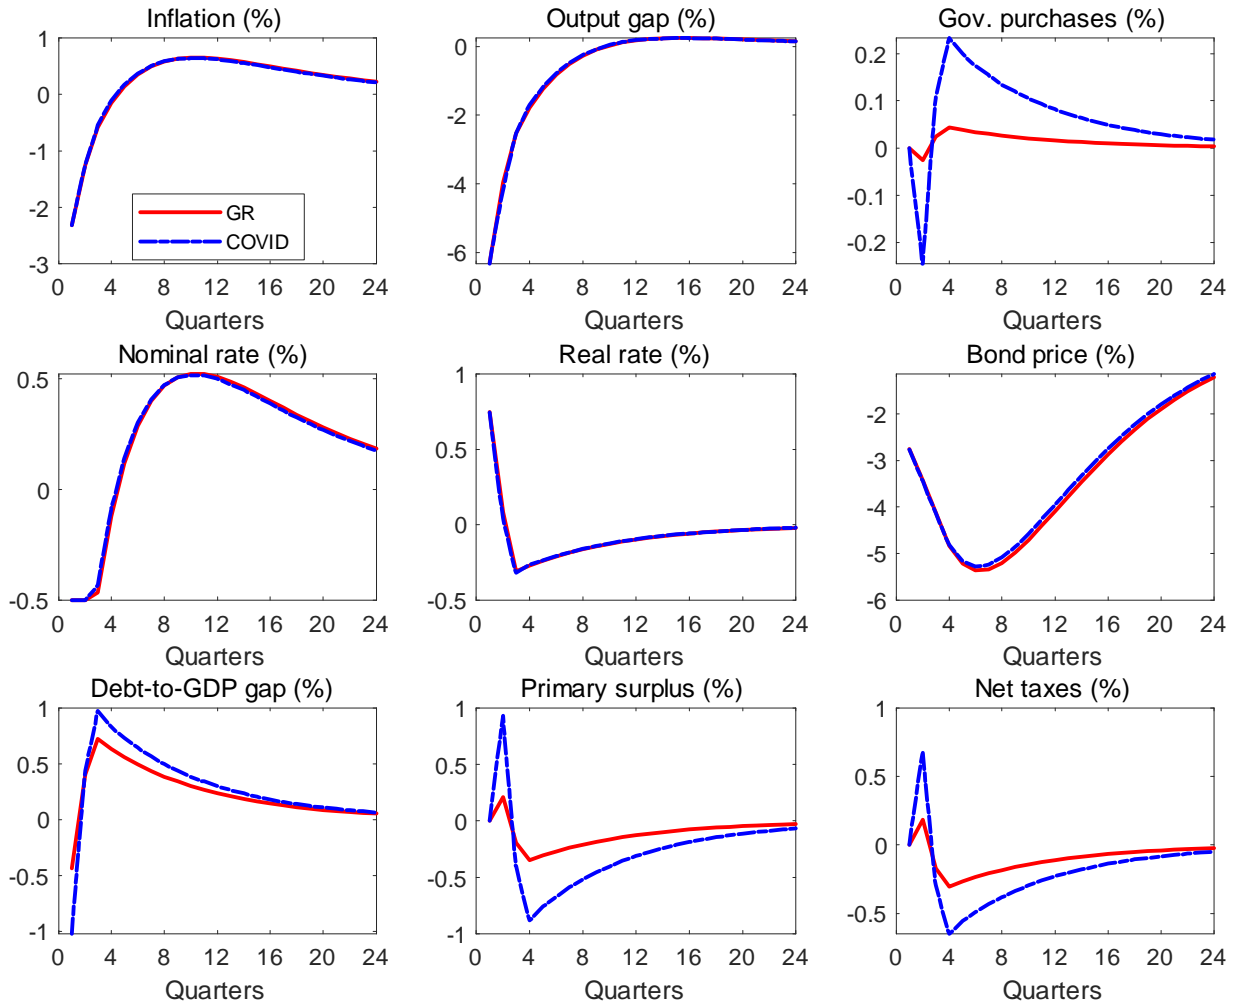 Inflation (%)
1
0
-1
-2
-3
GR
COVID
0 4 8 12 16 20 24
Quarters
Output gap (%)
0
-2
-4
-6
0 4 8 12 16 20 24
Quarters
Gov. purchases (%)
0.2
0.1
0
-0.1
-0.2
0 4 8 12 16 20 24
Quarters
Nominal rate (%)
0.5
0
-0.5
0 4 8 12 16 20 24
Quarters
Real rate (%)
1
0.5
0
-0.5
0 4 8 12 16 20 24
Quarters
Bond price (%)
-2
-3
-4
-5
-6
0 4 8 12 16 20 24
Quarters
Debt-to-GDP gap (%)
1
0.5
0
-0.5
-1
0 4 8 12 16 20 24
Quarters
Primary surplus (%)
1
0.5
0
-0.5
-1
0 4 8 12 16 20 24
Quarters
Net taxes (%)
1
0.5
0
-0.5
0 4 8 12 16 20 24
Quarters